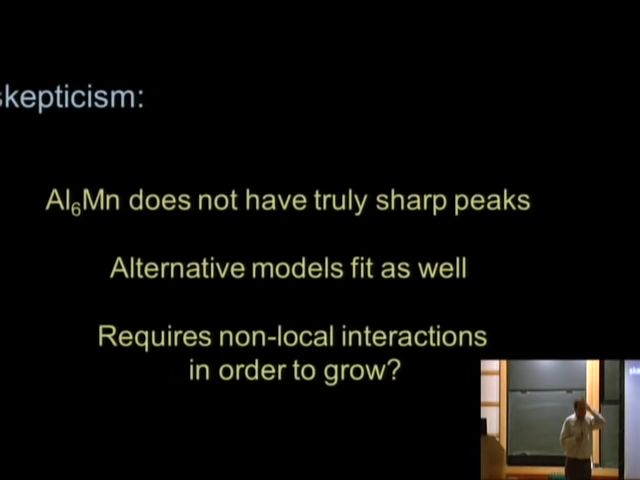 skepticism:
Al₆Mn does not have truly sharp peaks
Alternative models fit as well
Requires non-local interactions
in order to grow?